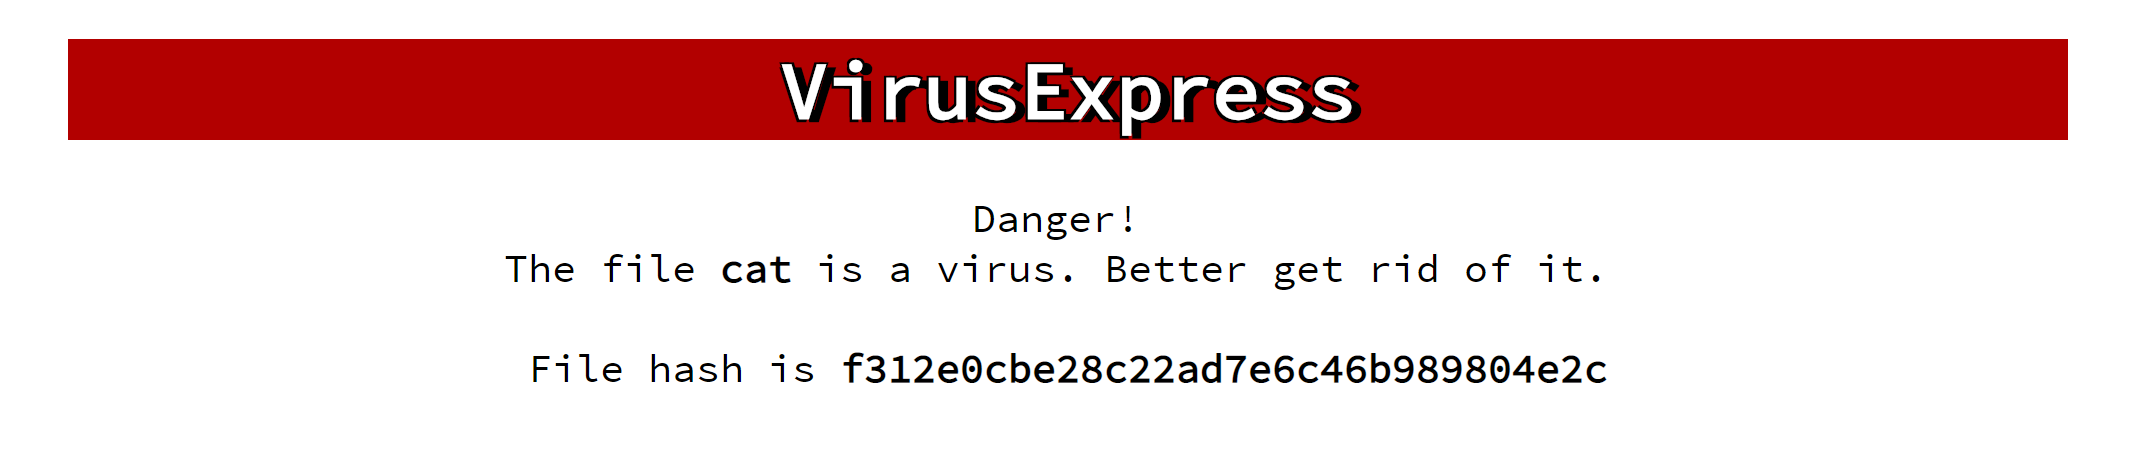 VirusExpress
Danger!
The file cat is a virus. Better get rid of it.
File hash is f312e0cbe28c22ad7e6c46b989804e2c